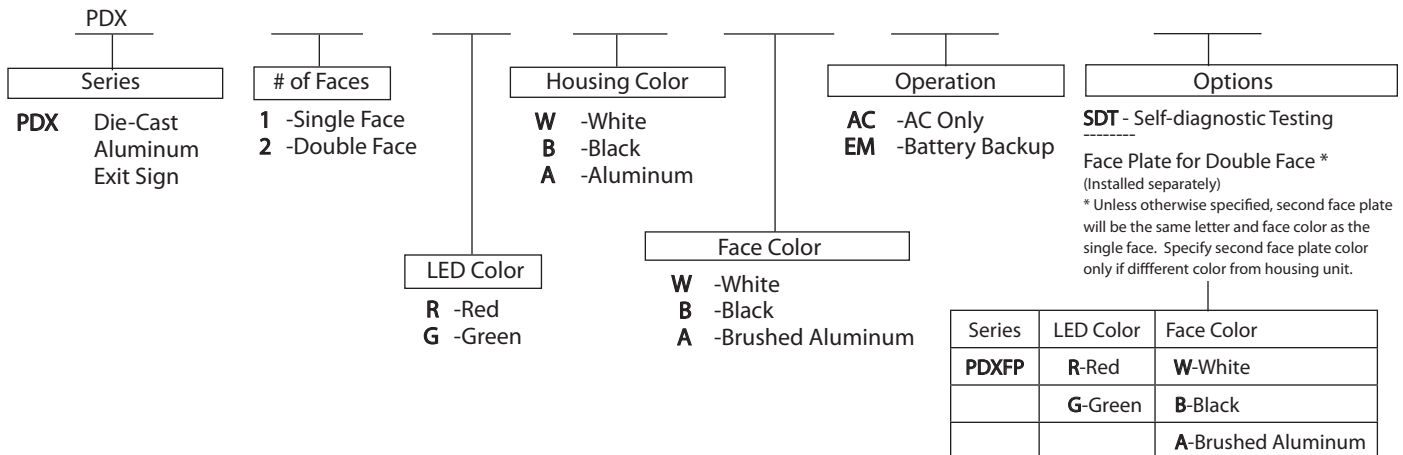 PDX
Series
PDX Die-Cast
Aluminum
Exit Sign
# of Faces
1 -Single Face
2 -Double Face
LED Color
R -Red
G -Green
Housing Color
W -White
B -Black
A -Aluminum
Face Color
W -White
B -Black
A -Brushed Aluminum
Operation
AC -AC Only
EM -Battery Backup
Options
SDT - Self-diagnostic Testing
--------
Face Plate for Double Face *
(Installed separately)
* Unless otherwise specified, second face plate
will be the same letter and face color as the
single face. Specify second face plate color
only if diffferent color from housing unit.
Series LED Color Face Color
PDXFP R-Red W-White
G-Green B-Black
A-Brushed Aluminum